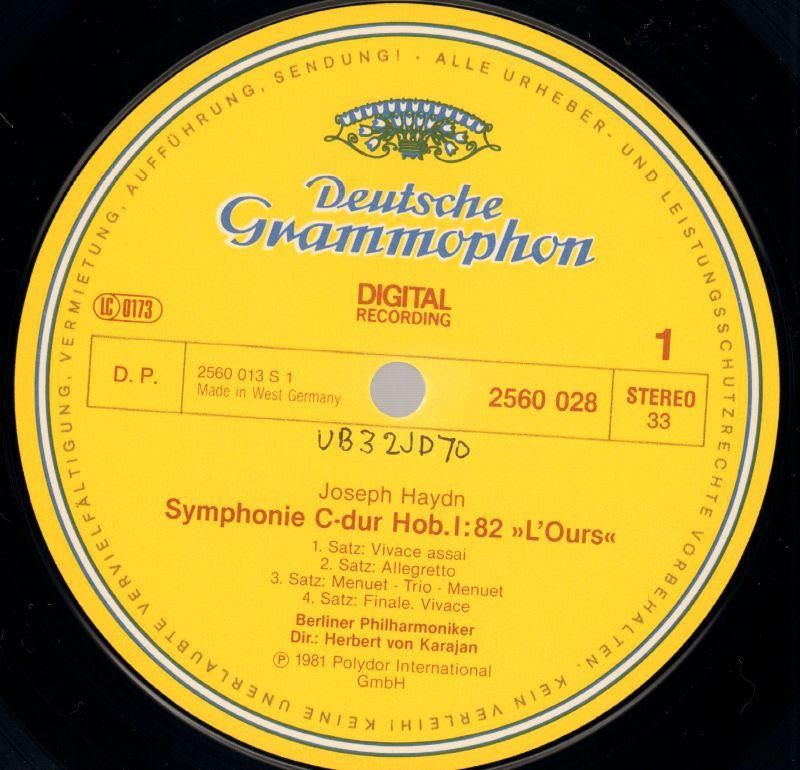 ALLE URHEBER- UND LEISTUNGSSCHUTZRECHTE VORBEHALTEN. KEIN VERLEIH! KEINE UNERLAUBTE VERVIELFÄLTIGUNG, VERMIETUNG, AUFFÜHRUNG, SENDUNG! ·
Deutsche
Grammophon
DIGITAL
RECORDING
LC 0173
1
D. P.
2560 013 S 1
Made in West Germany
2560 028
STEREO
33
UB32JD70
Joseph Haydn
Symphonie C-dur Hob. I:82 »L'Ours«
1. Satz: Vivace assai
2. Satz: Allegretto
3. Satz: Menuet - Trio - Menuet
4. Satz: Finale. Vivace
Berliner Philharmoniker
Dir.: Herbert von Karajan
℗ 1981 Polydor International
GmbH